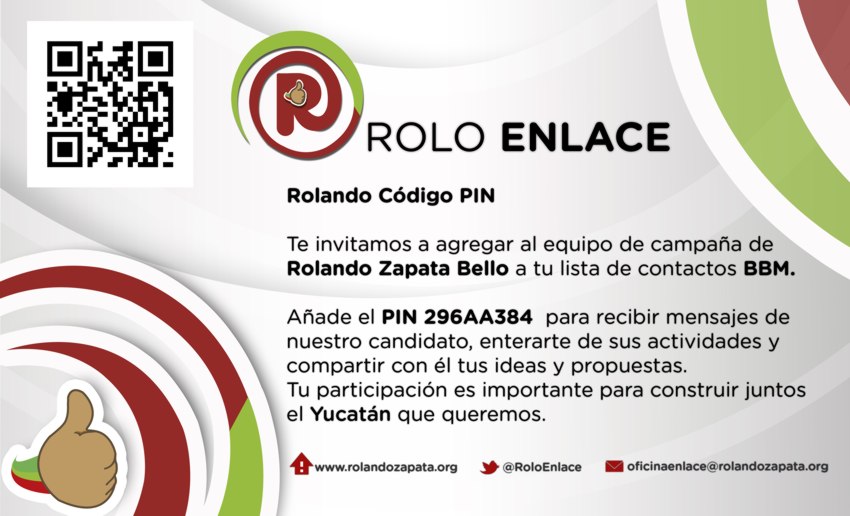 R
ROLO ENLACE
Rolando Código PIN
Te invitamos a agregar al equipo de campaña de
Rolando Zapata Bello a tu lista de contactos BBM.
Añade el PIN 296AA384 para recibir mensajes de
nuestro candidato, enterarte de sus actividades y
compartir con él tus ideas y propuestas.
Tu participación es importante para construir juntos
el Yucatán que queremos.
www.rolandozapata.org @RoloEnlace oficinaenlace@rolandozapata.org